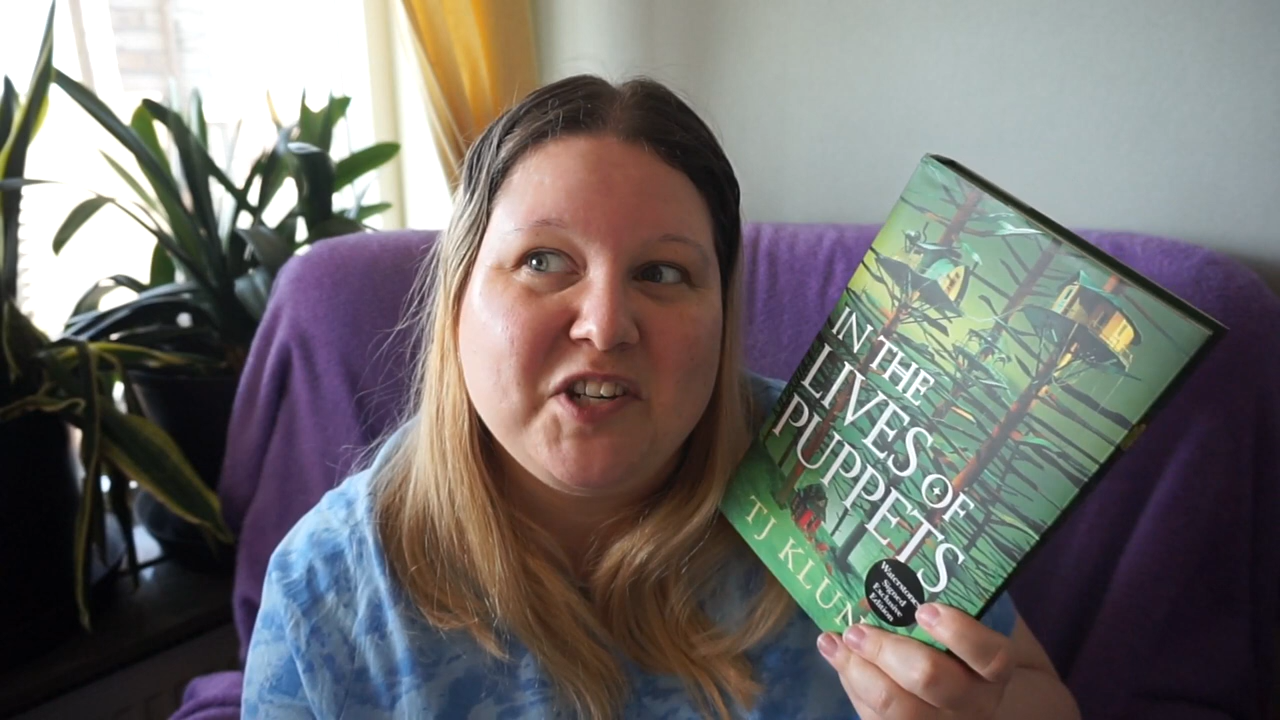 IN THE
LIVES OF
PUPPETS
TJ KLUN
Waterstones
Signed
Exclusive
Edition